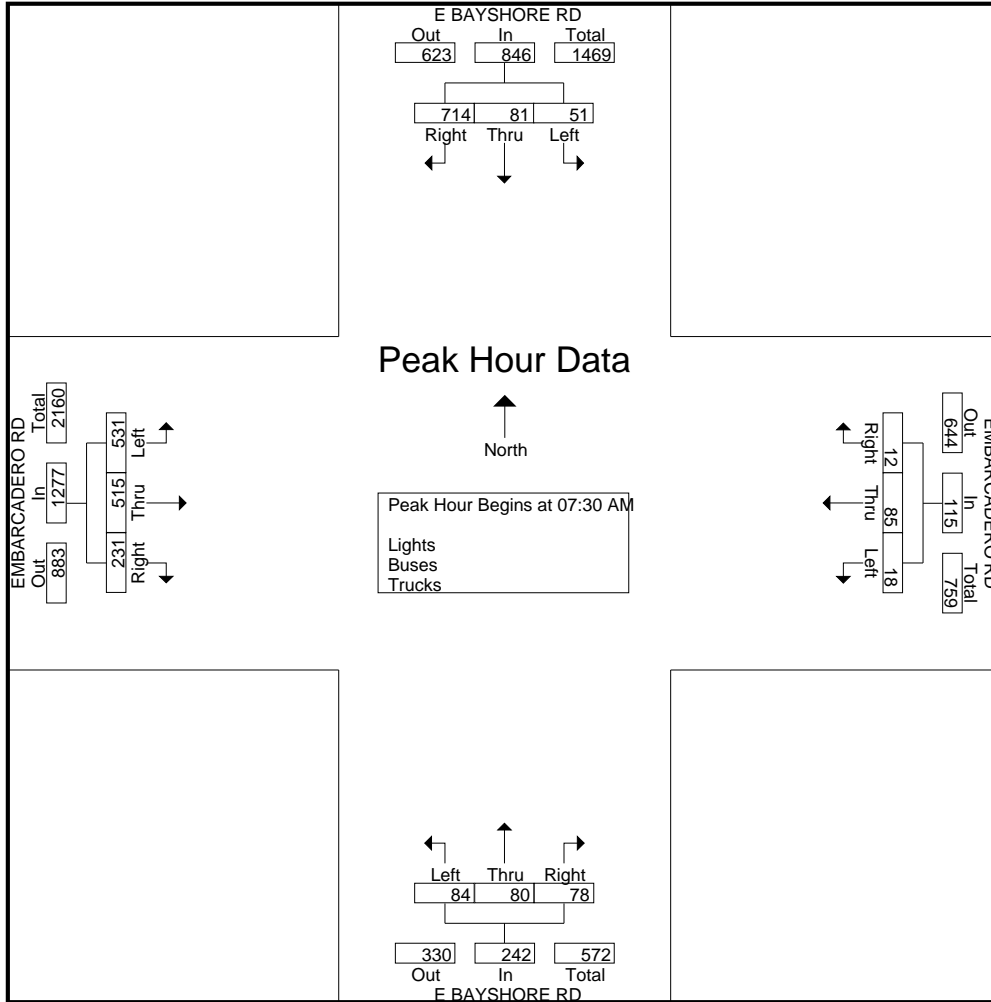 E BAYSHORE RD
Out In Total
623 846 1469
714 81 51
Right Thru Left
Peak Hour Data
North
Peak Hour Begins at 07:30 AM
Lights
Buses
Trucks
EMBARCADERO RD
Out In Total
883 1277 2160
231 515 531
Right Thru Left
EMBARCADERO RD
Out In Total
644 115 759
12 85 18
Right Thru Left
Left Thru Right
84 80 78
330 242 572
Out In Total
E BAYSHORE RD